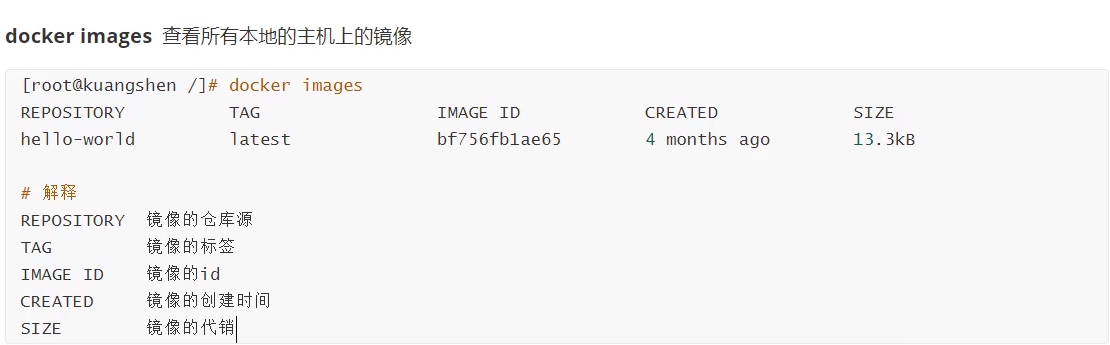 docker images 查看所有本地的主机上的镜像
[root@kuangshen /]# docker images
REPOSITORY TAG IMAGE ID CREATED SIZE
hello-world latest bf756fb1ae65 4 months ago 13.3kB
# 解释
REPOSITORY 镜像的仓库源
TAG 镜像的标签
IMAGE ID 镜像的id
CREATED 镜像的创建时间
SIZE 镜像的代销